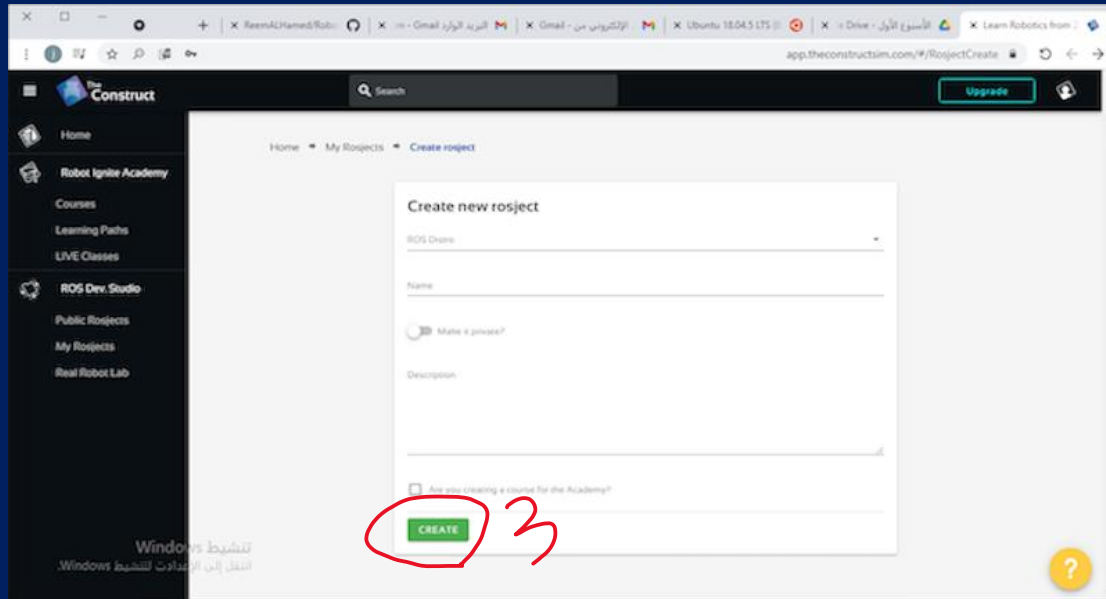 ReemALHamed/Robo
البريد الوارد - Gmail
Gmail - الإلكتروني من
Ubuntu 18.04.5 LTS
الأسبوع الأول - Drive
Learn Robotics from
app.theconstructsim.com/#/RosjectCreate
The Construct
Search
Upgrade
Home
Robot Ignite Academy
Courses
Learning Paths
LIVE Classes
ROS Dev. Studio
Public Rosjects
My Rosjects
Real Robot Lab
Home My Rosjects Create rosject
Create new rosject
ROS Distro
Name
Make it private?
Description
Are you creating a course for the Academy?
CREATE
3
تنشيط Windows
انتقل إلى الإعدادات لتنشيط Windows.
?